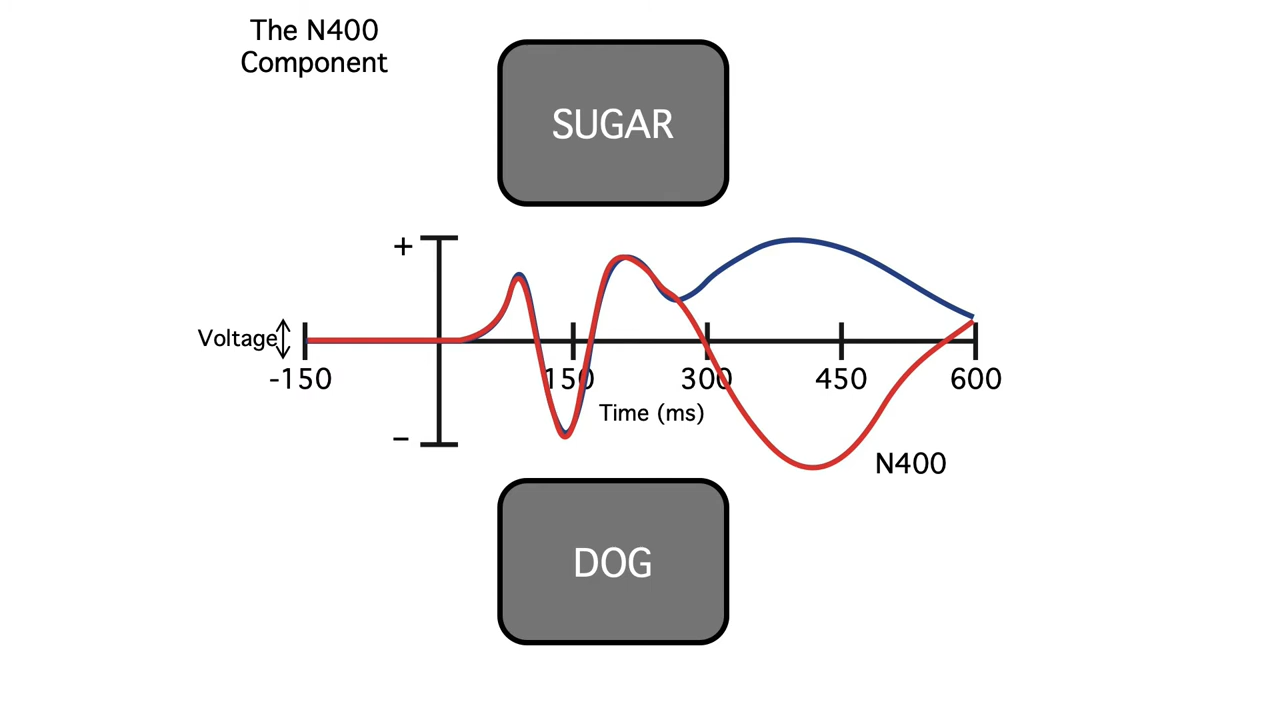 The N400
Component
SUGAR
+
Voltage
-150
150
300
450
600
Time (ms)
–
N400
DOG